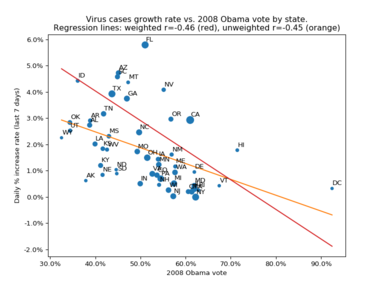 Virus cases growth rate vs. 2008 Obama vote by state.
Regression lines: weighted r=-0.46 (red), unweighted r=-0.45 (orange)
6.0%
5.0%
4.0%
3.0%
2.0%
1.0%
0.0%
-1.0%
-2.0%
Daily % increase rate (last 7 days)
FL
AZ
ID
MT
NV
TX
GA
TN
OR
CA
OK
AR
AL
UT
NC
MS
LA
KS
WV
MO
HI
NM
OH
MN
KY
ND
SD
ME
WA
DE
NE
AK
IN
PA
MI
MD
VT
NJ
NY
DC
30.0%
40.0%
50.0%
60.0%
70.0%
80.0%
90.0%
2008 Obama vote